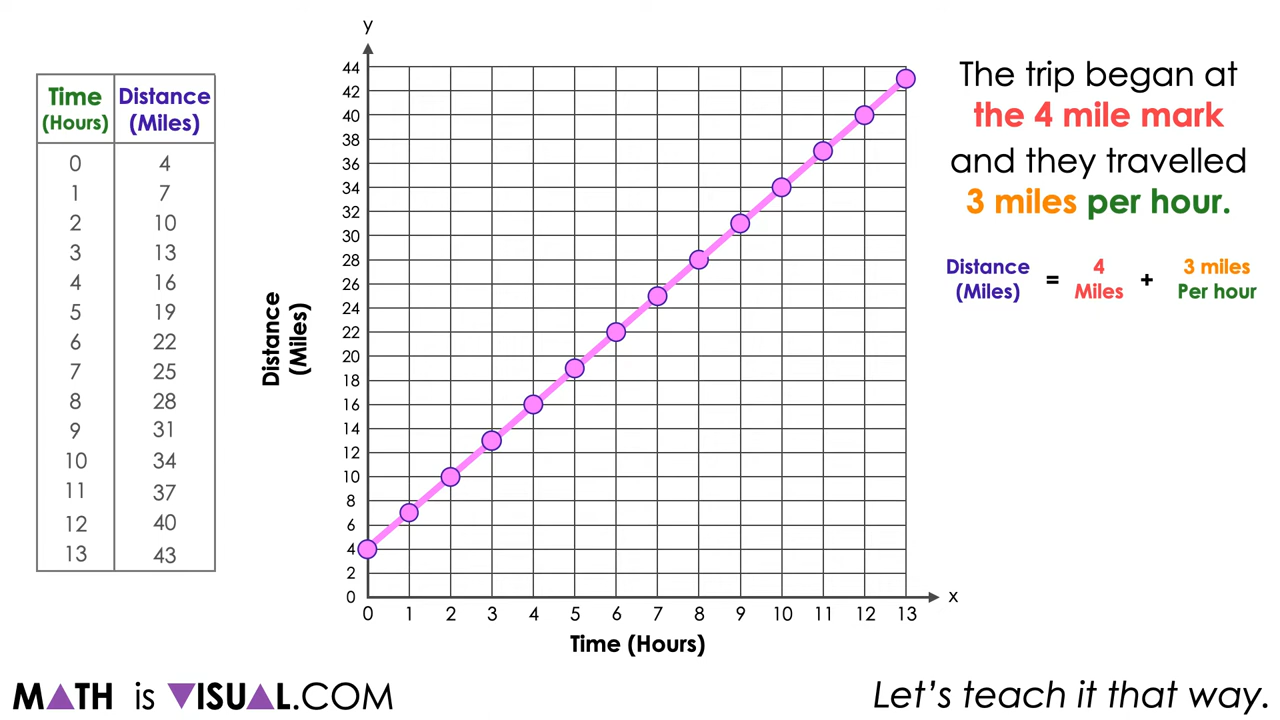 Time Distance
(Hours) (Miles)
0 4
1 7
2 10
3 13
4 16
5 19
6 22
7 25
8 28
9 31
10 34
11 37
12 40
13 43
y
44
42
40
38
36
34
32
30
28
26
24
22
20
18
16
14
12
10
8
6
4
2
0
Distance
(Miles)
0 1 2 3 4 5 6 7 8 9 10 11 12 13
x
Time (Hours)
The trip began at
the 4 mile mark
and they travelled
3 miles per hour.
Distance = 4 + 3 miles
(Miles) Miles Per hour
MATH is VISUAL.COM
Let's teach it that way.